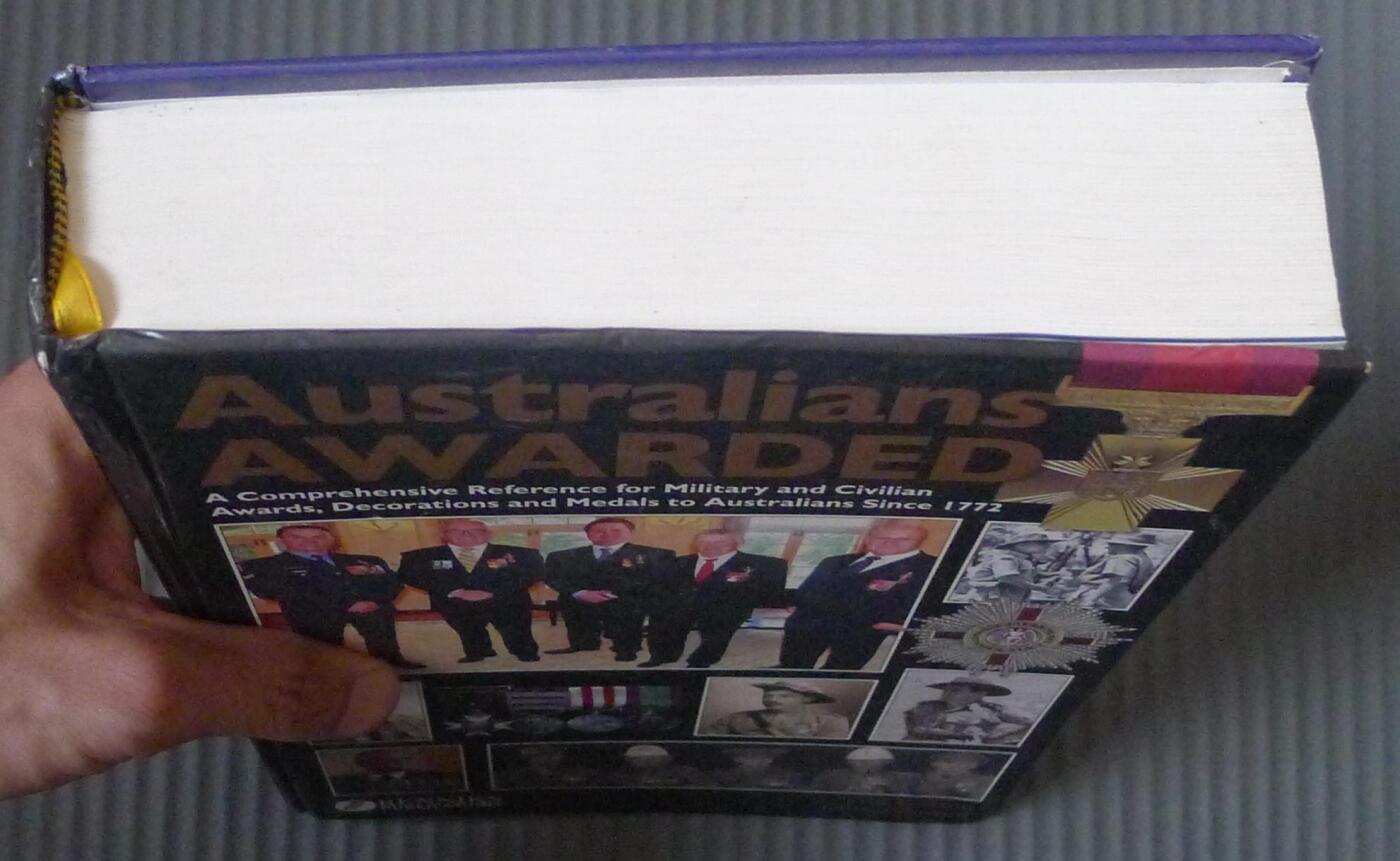 Australians
AWARDED
A Comprehensive Reference for Military and Civilian
Awards, Decorations and Medals to Australians Since 1772